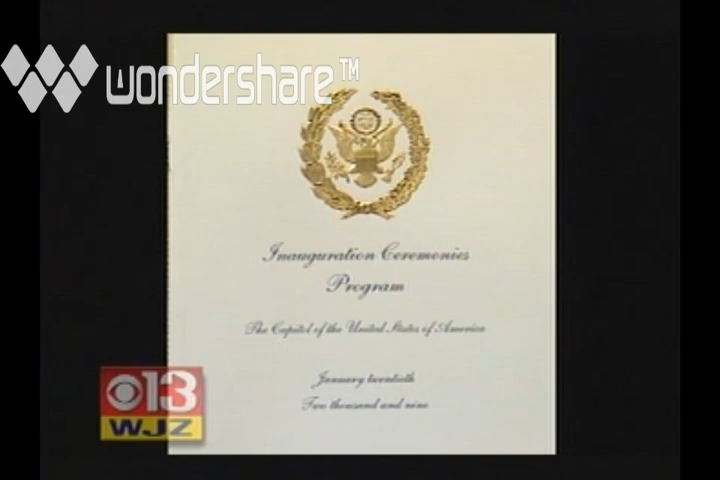 wondershare™
Inauguration Ceremonies
Program
The Capitol of the United States of America
January twentieth
Two thousand and nine
13
WJZ